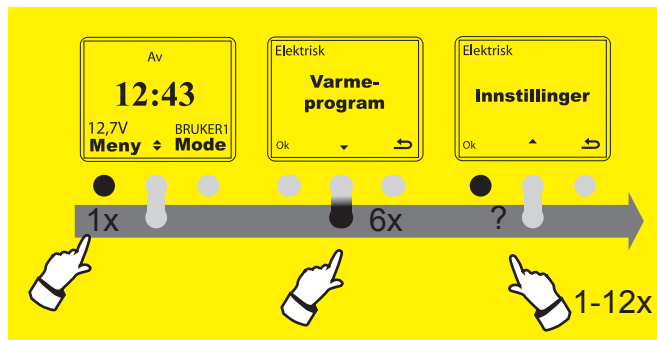 Av
12:43
12,7V BRUKER1
Meny Mode
Elektrisk
Varme-
program
Ok
Elektrisk
Innstillinger
Ok
1x
6x
?
1-12x